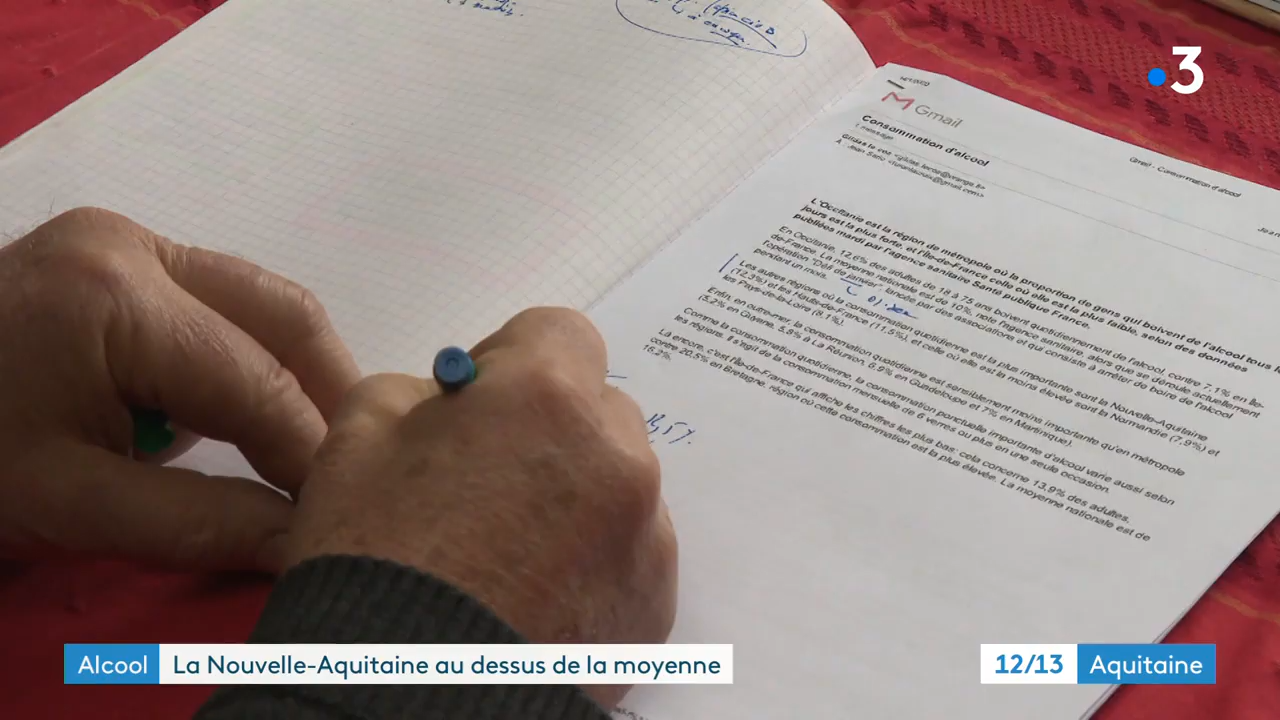 3
Gmail
Gmail - Consommation d'alcool
Consommation d'alcool
1 message
L'Occitanie est la région de métropole où la proportion de gens qui boivent de l'alcool tous les
jours est la plus forte, et l'Île-de-France celle où elle est la plus faible, selon des données
publiées mardi par l'agence sanitaire Santé publique France.
En Occitanie, 12,6% des adultes de 18 à 75 ans boivent quotidiennement de l'alcool, contre 7,1% en Île-
de-France. La moyenne nationale est de 10%, note l'agence sanitaire, alors que se déroule actuellement
l'opération "Défi de janvier", lancée par des associations et qui consiste à arrêter de boire de l'alcool
pendant un mois.
Les autres régions où la consommation quotidienne est la plus importante sont la Nouvelle-Aquitaine
(12,3%) et les Hauts-de-France (11,5%), et celles où elle est la moins élevée sont la Normandie (7,9%) et
les Pays-de-la-Loire (8,1%).
Enfin, en outre-mer, la consommation quotidienne est sensiblement moins importante qu'en métropole
(5,2% en Guyane, 5,8% à La Réunion, 6,9% en Guadeloupe et 7% en Martinique).
Comme la consommation quotidienne, la consommation ponctuelle importante d'alcool varie aussi selon
les régions. Il s'agit de la consommation mensuelle de 6 verres ou plus en une seule occasion.
Là encore, c'est l'Île-de-France qui affiche les chiffres les plus bas: cela concerne 13,9% des adultes,
contre 20,5% en Bretagne, région où cette consommation est la plus élevée. La moyenne nationale est de
16,2%.
Alcool La Nouvelle-Aquitaine au dessus de la moyenne
12/13 Aquitaine